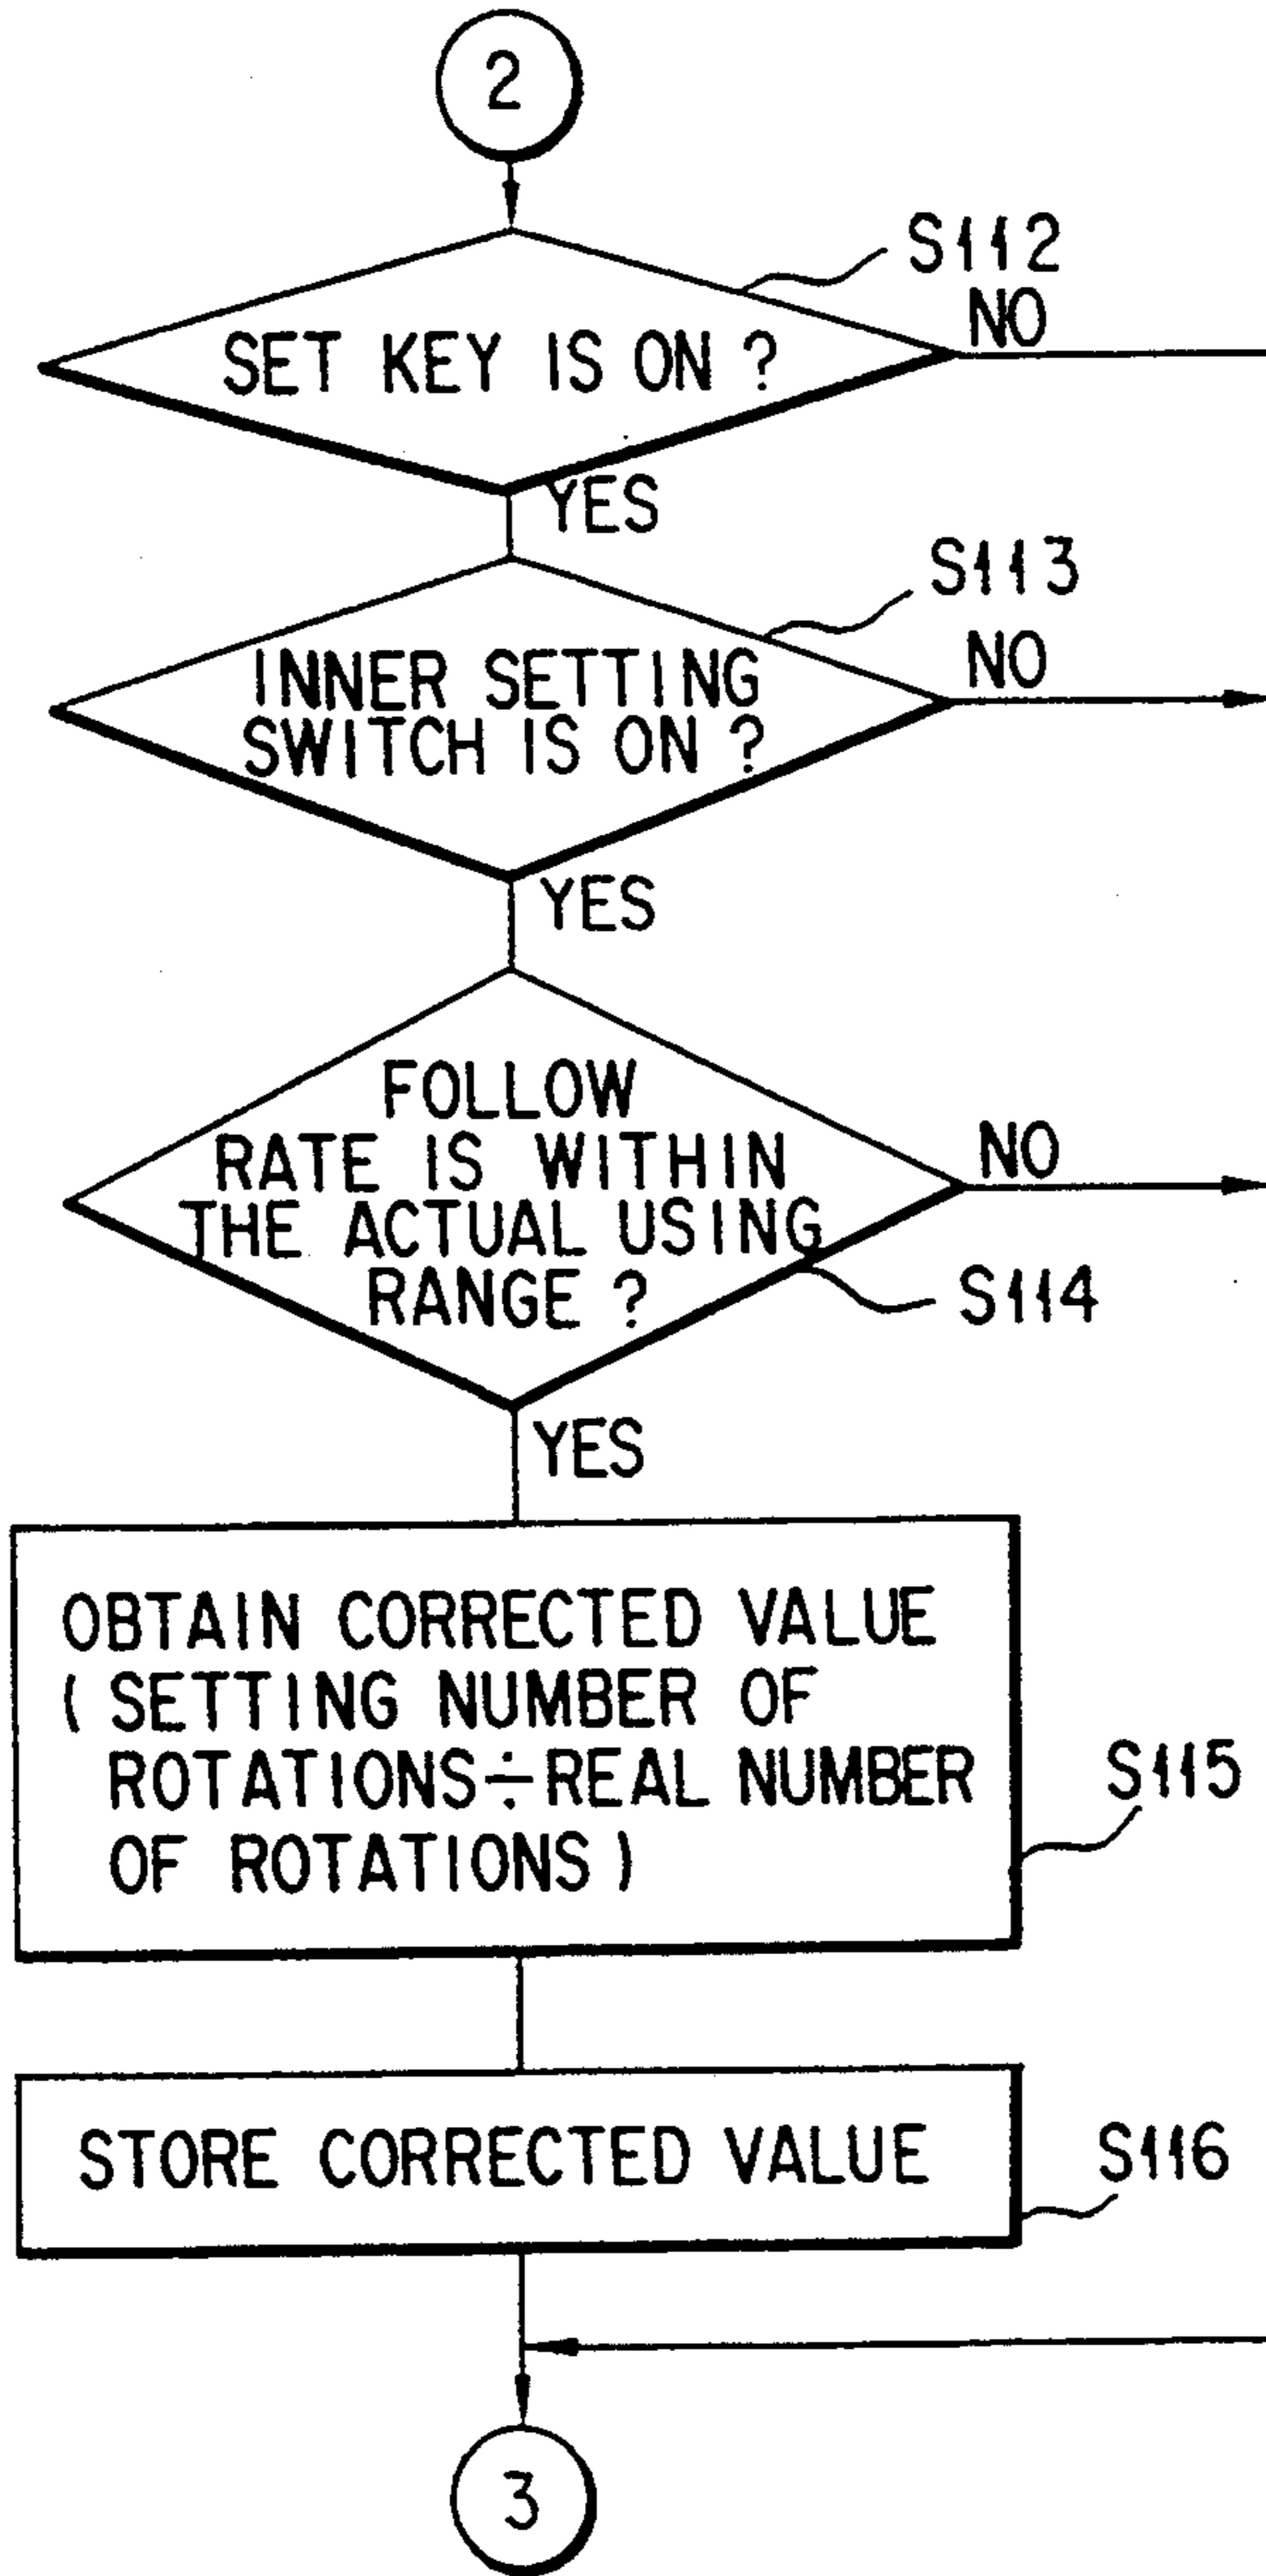 2
S112
NO
SET KEY IS ON ?
YES
S113
NO
INNER SETTING
SWITCH IS ON ?
YES
FOLLOW
RATE IS WITHIN
NO
THE ACTUAL USING
RANGE ?
S114
YES
OBTAIN CORRECTED VALUE
( SETTING NUMBER OF
ROTATIONS÷REAL NUMBER
OF ROTATIONS )
S115
STORE CORRECTED VALUE
S116
3